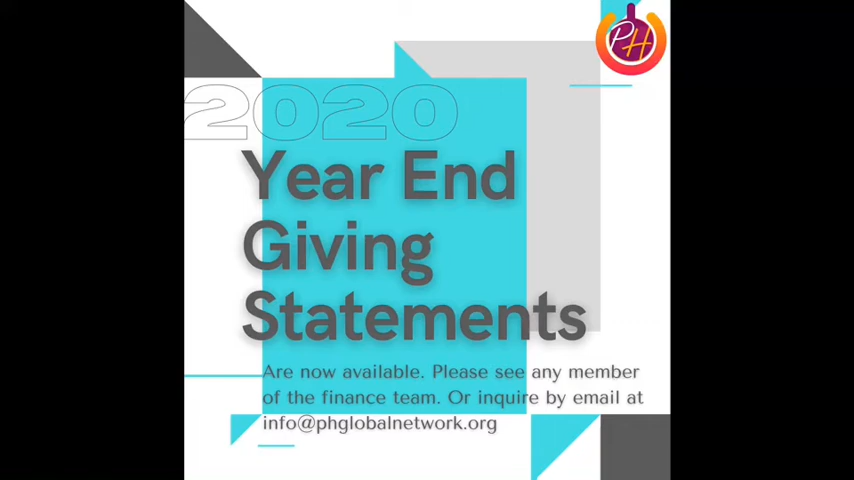 PH
2020
Year End
Giving
Statements
Are now available. Please see any member
of the finance team. Or inquire by email at
info@phglobalnetwork.org